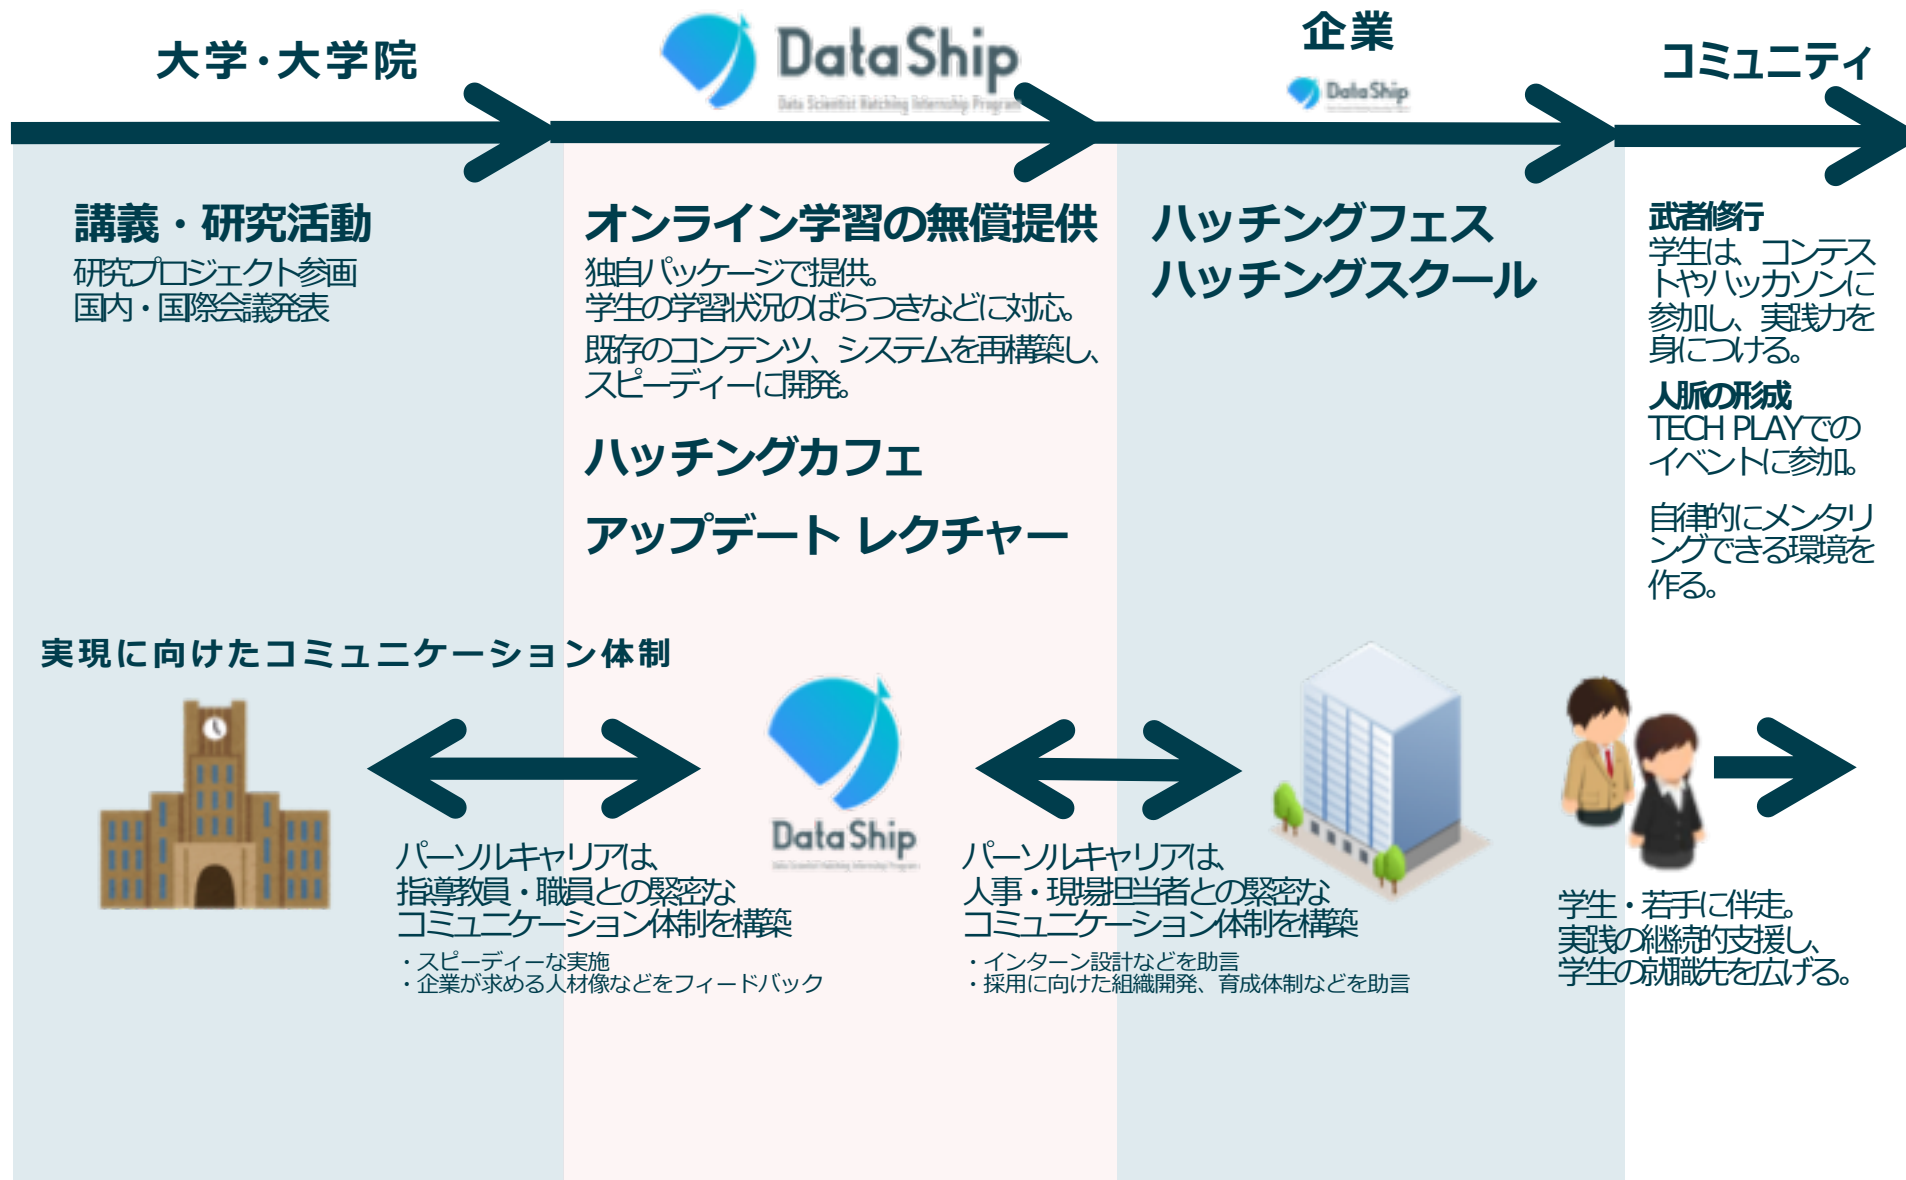 大学・大学院
DataShip
Data Scientist Hatching Internship Program
企業
DataShip
コミュニティ
講義・研究活動
研究プロジェクト参画
国内・国際会議発表
オンライン学習の無償提供
独自パッケージで提供。
学生の学習状況のばらつきなどに対応。
既存のコンテンツ、システムを再構築し、
スピーディーに開発。
ハッチングカフェ
アップデート レクチャー
ハッチングフェス
ハッチングスクール
武者修行
学生は、コンテス
トやハッカソンに
参加し、実践力を
身につける。
人脈の形成
TECH PLAYでの
イベントに参加。
自律的にメンタリ
ングできる環境を
作る。
実現に向けたコミュニケーション体制
DataShip
Data Scientist Hatching Internship Program
パーソルキャリアは、
指導教員・職員との緊密な
コミュニケーション体制を構築
・スピーディーな実施
・企業が求める人材像などをフィードバック
パーソルキャリアは、
人事・現場担当者との緊密な
コミュニケーション体制を構築
・インターン設計などを助言
・採用に向けた組織開発、育成体制などを助言
学生・若手に伴走。
実践の継続的支援し、
学生の就職先を広げる。